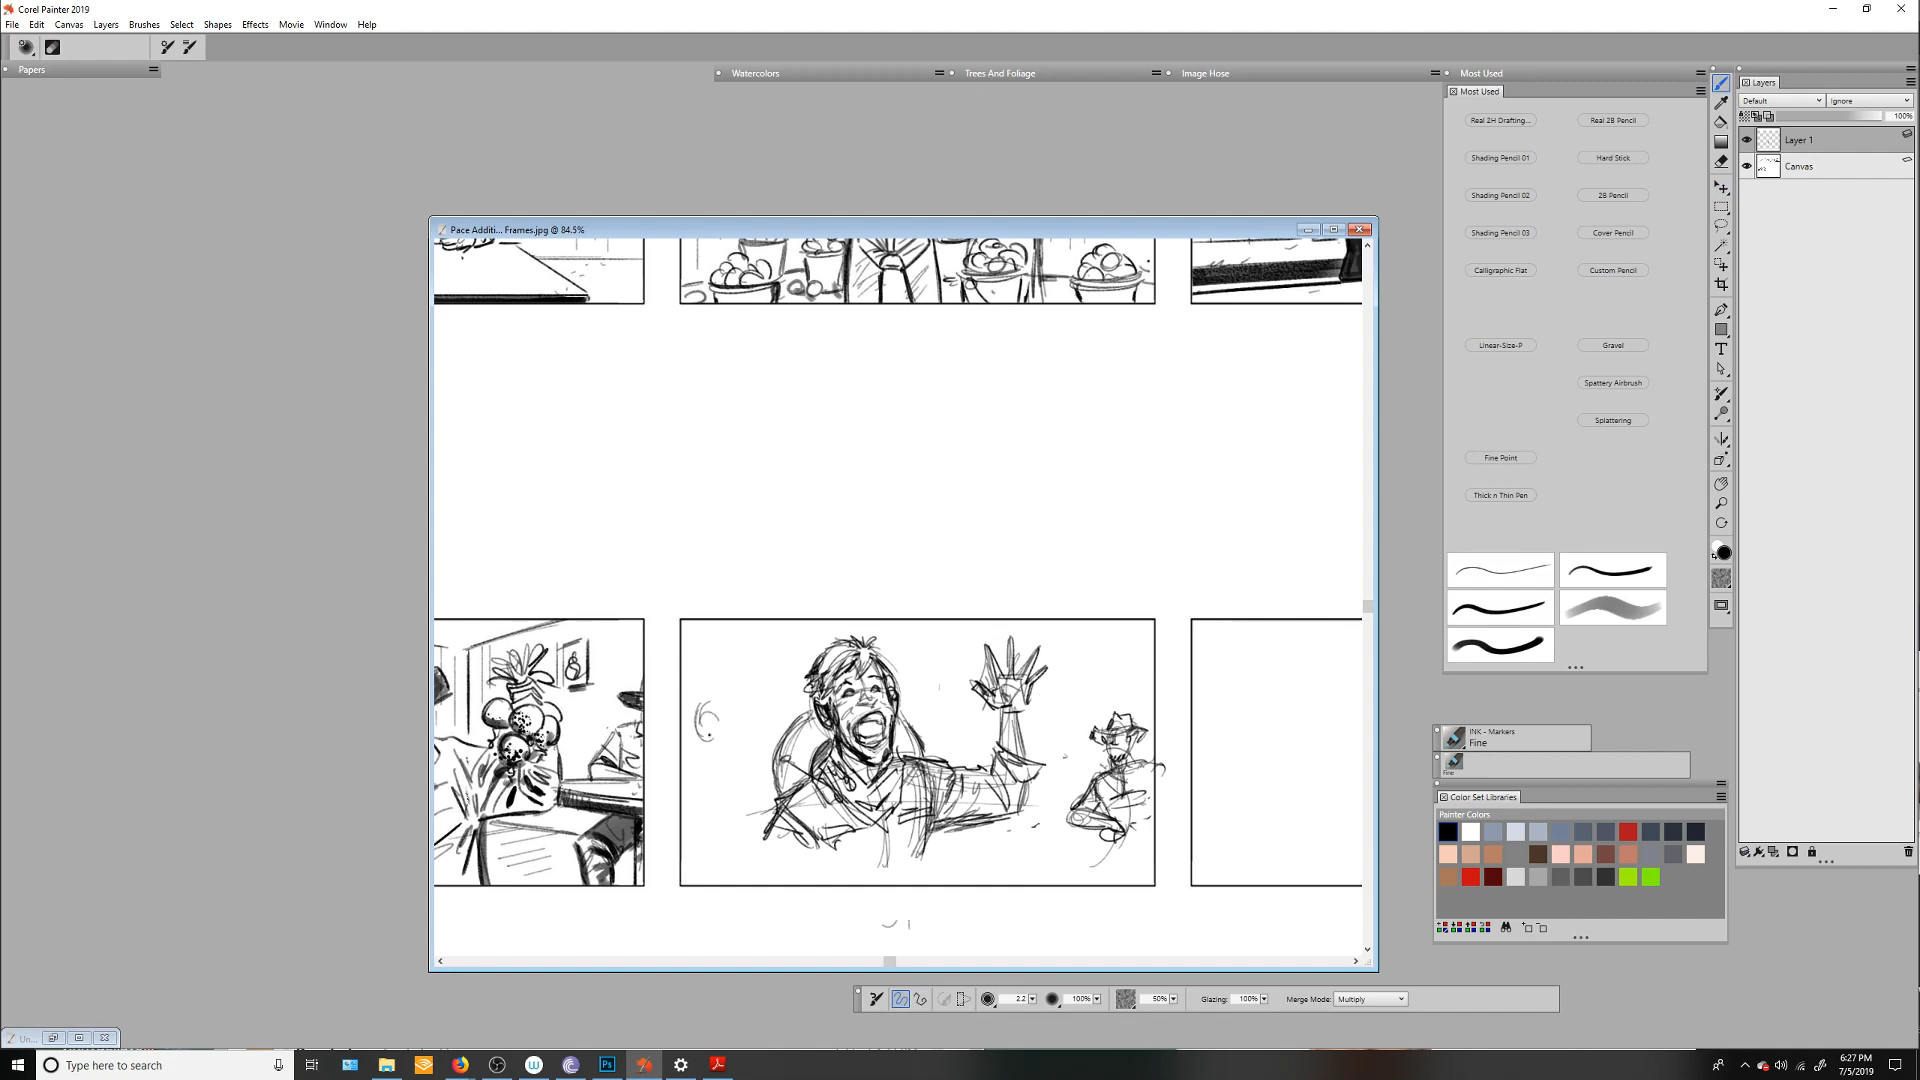 Corel Painter 2019
File Edit Canvas Layers Brushes Select Shapes Effects Movie Window Help
Papers
Watercolors
Trees And Foliage
Image Hose
Most Used
Most Used
Real 2H Drafting...
Real 2B Pencil
Shading Pencil 01
Hard Stick
Shading Pencil 02
2B Pencil
Shading Pencil 03
Cover Pencil
Calligraphic Flat
Custom Pencil
Linear-Size-P
Gravel
Spattery Airbrush
Splattering
Fine Point
Thick n Thin Pen
Layers
Default
Ignore
100%
Layer 1
Canvas
Pace Additi... Frames.jpg @ 84.5%
INK - Markers
Fine
Fine
Color Set Libraries
Painter Colors
2.2
100%
50%
Glazing: 100%
Merge Mode: Multiply
Un...
Type here to search
6:27 PM
7/5/2019